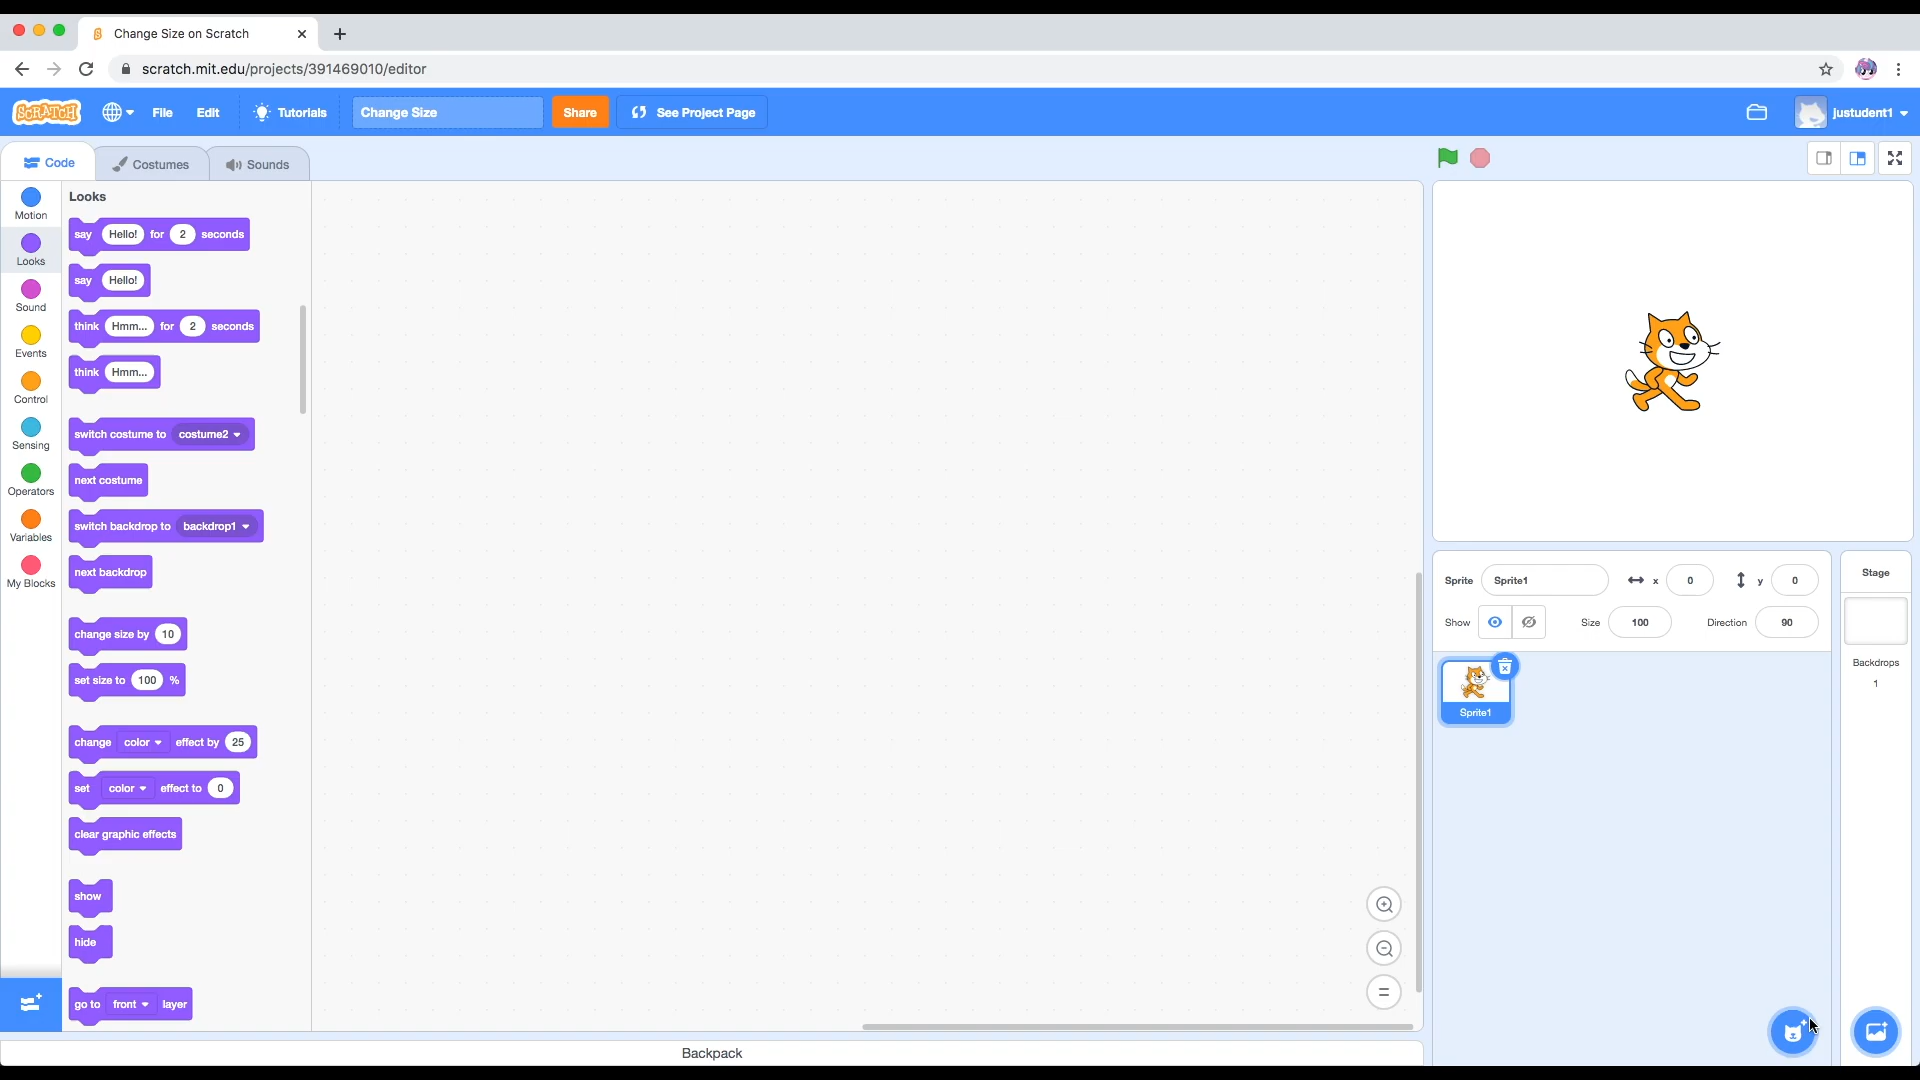 Change Size on Scratch
scratch.mit.edu/projects/391469010/editor
SCRATCH
File
Edit
Tutorials
Change Size
Share
See Project Page
justudent1
Code
Costumes
Sounds
Motion
Looks
Sound
Events
Control
Sensing
Operators
Variables
My Blocks
Looks
say Hello! for 2 seconds
say Hello!
think Hmm... for 2 seconds
think Hmm...
switch costume to costume2
next costume
switch backdrop to backdrop1
next backdrop
change size by 10
set size to 100 %
change color effect by 25
set color effect to 0
clear graphic effects
show
hide
go to front layer
Backpack
Sprite Sprite1 x 0 y 0
Show Size 100 Direction 90
Sprite1
Stage
Backdrops
1